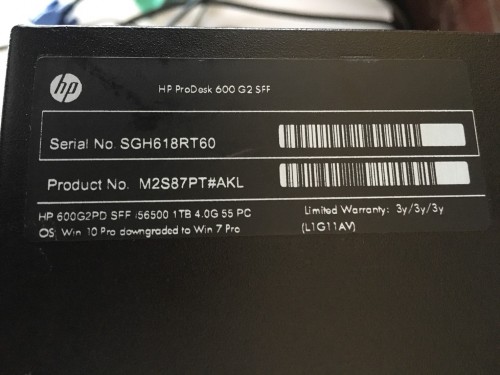 hp
HP ProDesk 600 G2 SFF
Serial No. SGH618RT60
Product No. M2S87PT#AKL
HP 600G2PD SFF i56500 1TB 4.0G 55 PC
OS: Win 10 Pro downgraded to Win 7 Pro
Limited Warranty: 3y/3y/3y
(L1G11AV)